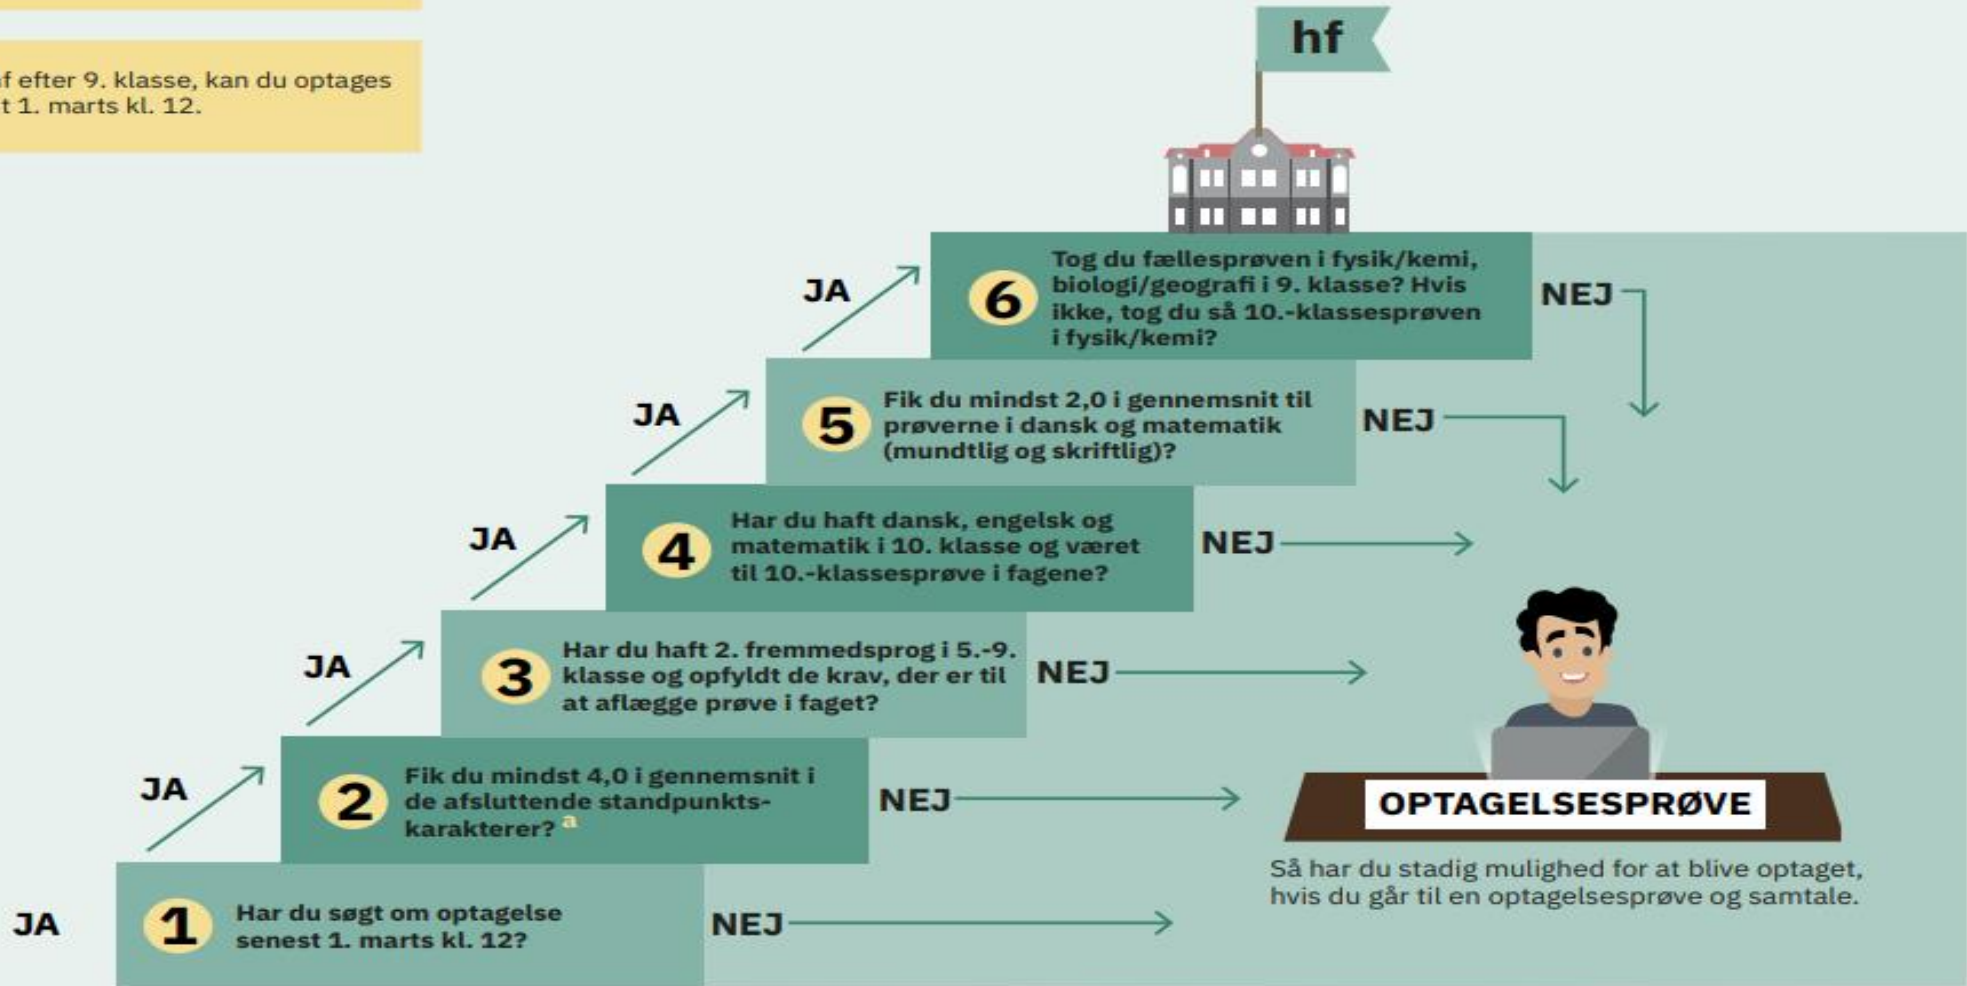 f efter 9. klasse, kan du optages
t 1. marts kl. 12.
hf
JA
6
Tog du fællesprøven i fysik/kemi,
biologi/geografi i 9. klasse? Hvis
ikke, tog du så 10.-klassesprøven
i fysik/kemi?
NEJ
JA
5
Fik du mindst 2,0 i gennemsnit til
prøverne i dansk og matematik
(mundtlig og skriftlig)?
NEJ
JA
4
Har du haft dansk, engelsk og
matematik i 10. klasse og været
til 10.-klassesprøve i fagene?
NEJ
JA
3
Har du haft 2. fremmedsprog i 5.-9.
klasse og opfyldt de krav, der er til
at aflægge prøve i faget?
NEJ
JA
2
Fik du mindst 4,0 i gennemsnit i
de afsluttende standpunkts-
karakterer? a
NEJ
JA
1
Har du søgt om optagelse
senest 1. marts kl. 12?
NEJ
OPTAGELSESPRØVE
Så har du stadig mulighed for at blive optaget,
hvis du går til en optagelsesprøve og samtale.